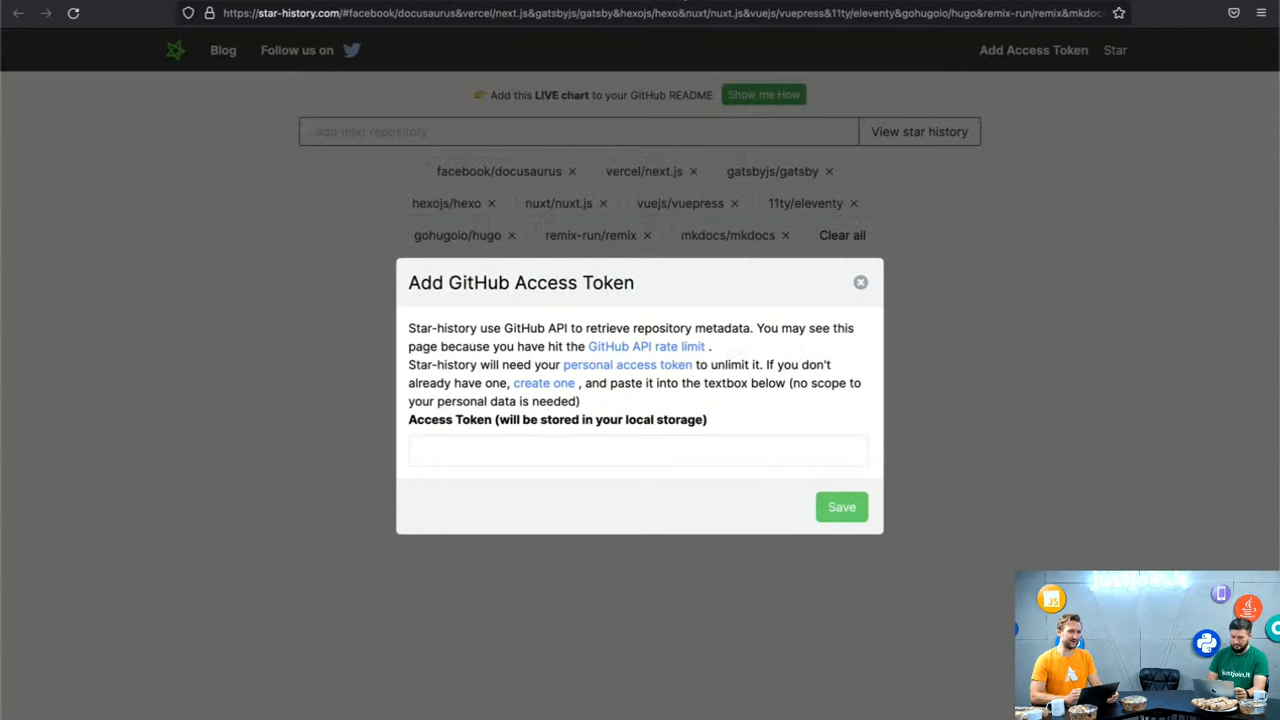 https://star-history.com/#facebook/docusaurus&vercel/next.js&gatsbyjs/gatsby&hexojs/hexo&nuxt/nuxt.js&vuejs/vuepress&11ty/eleventy&gohugoio/hugo&remix-run/remix&mkdoc
Blog Follow us on Add Access Token Star
Add this LIVE chart to your GitHub README Show me How
...add next repository View star history
facebook/docusaurus × vercel/next.js × gatsbyjs/gatsby ×
hexojs/hexo × nuxt/nuxt.js × vuejs/vuepress × 11ty/eleventy ×
gohugoio/hugo × remix-run/remix × mkdocs/mkdocs × Clear all
Add GitHub Access Token
Star-history use GitHub API to retrieve repository metadata. You may see this
page because you have hit the GitHub API rate limit .
Star-history will need your personal access token to unlimit it. If you don't
already have one, create one , and paste it into the textbox below (no scope to
your personal data is needed)
Access Token (will be stored in your local storage)
Save
JS
justjoin.it